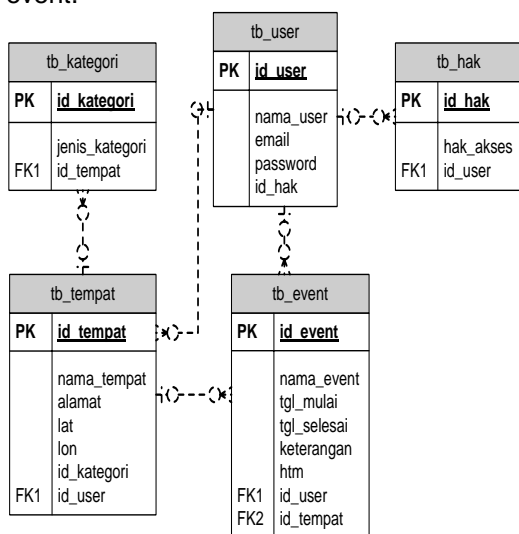 event.
tb_user
PK id_user
nama_user
email
password
id_hak
tb_kategori
PK id_kategori
jenis_kategori
FK1 id_tempat
tb_hak
PK id_hak
hak_akses
FK1 id_user
tb_tempat
PK id_tempat
nama_tempat
alamat
lat
lon
id_kategori
FK1 id_user
tb_event
PK id_event
nama_event
tgl_mulai
tgl_selesai
keterangan
htm
FK1 id_user
FK2 id_tempat